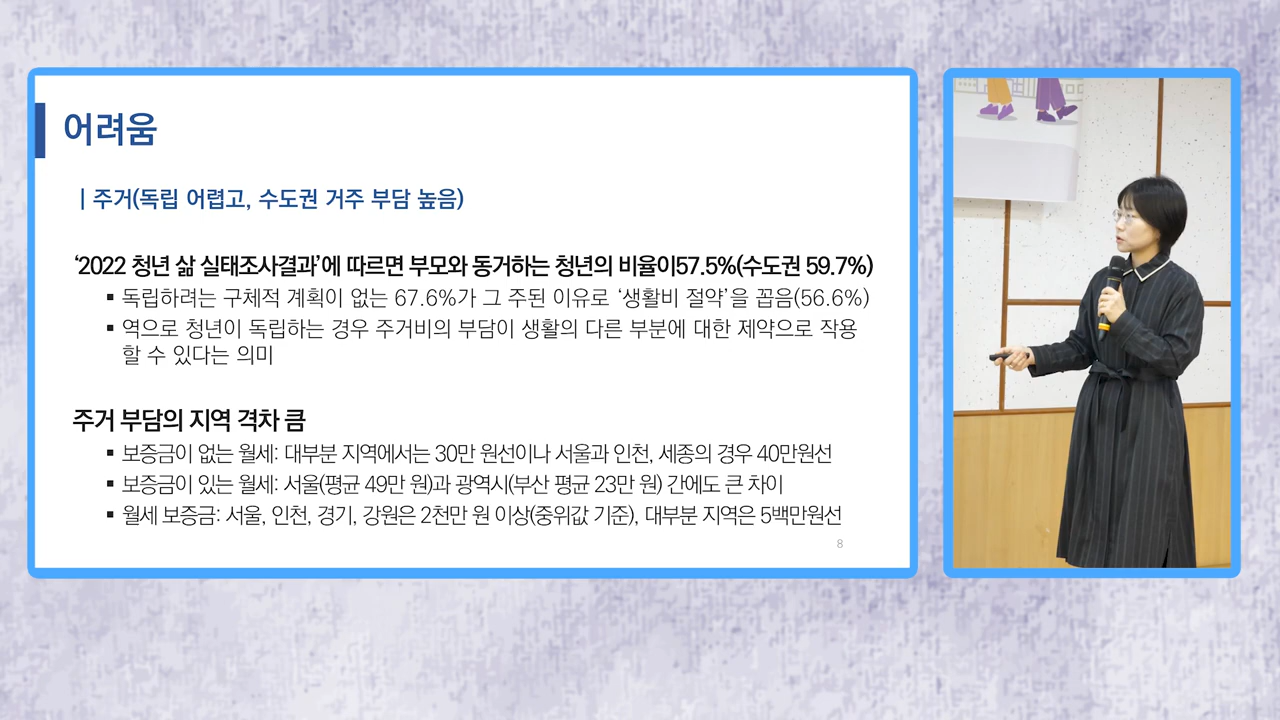 어려움
| 주거(독립 어렵고, 수도권 거주 부담 높음)
‘2022 청년 삶 실태조사결과’에 따르면 부모와 동거하는 청년의 비율이57.5%(수도권 59.7%)
▪ 독립하려는 구체적 계획이 없는 67.6%가 그 주된 이유로 ‘생활비 절약’을 꼽음(56.6%)
▪ 역으로 청년이 독립하는 경우 주거비의 부담이 생활의 다른 부분에 대한 제약으로 작용
할 수 있다는 의미
주거 부담의 지역 격차 큼
▪ 보증금이 없는 월세: 대부분 지역에서는 30만 원선이나 서울과 인천, 세종의 경우 40만원선
▪ 보증금이 있는 월세: 서울(평균 49만 원)과 광역시(부산 평균 23만 원) 간에도 큰 차이
▪ 월세 보증금: 서울, 인천, 경기, 강원은 2천만 원 이상(중위값 기준), 대부분 지역은 5백만원선
8